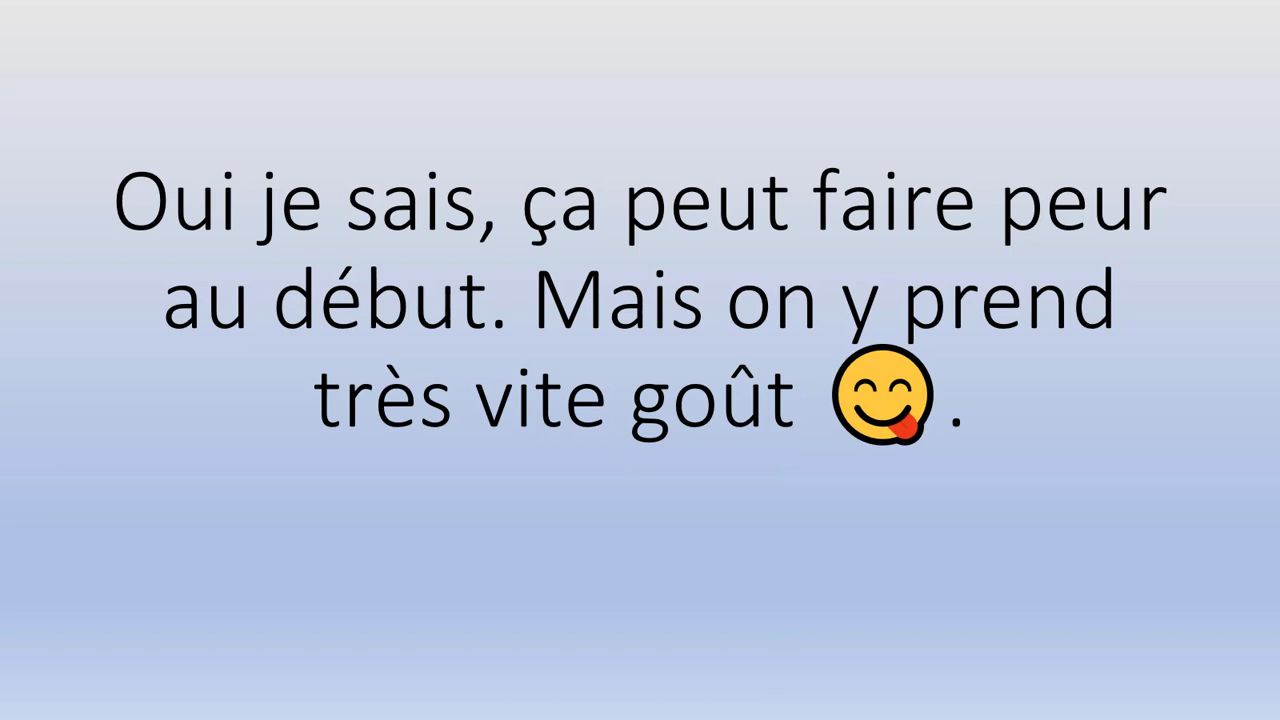 Oui je sais, ça peut faire peur
au début. Mais on y prend
très vite goût 😋.